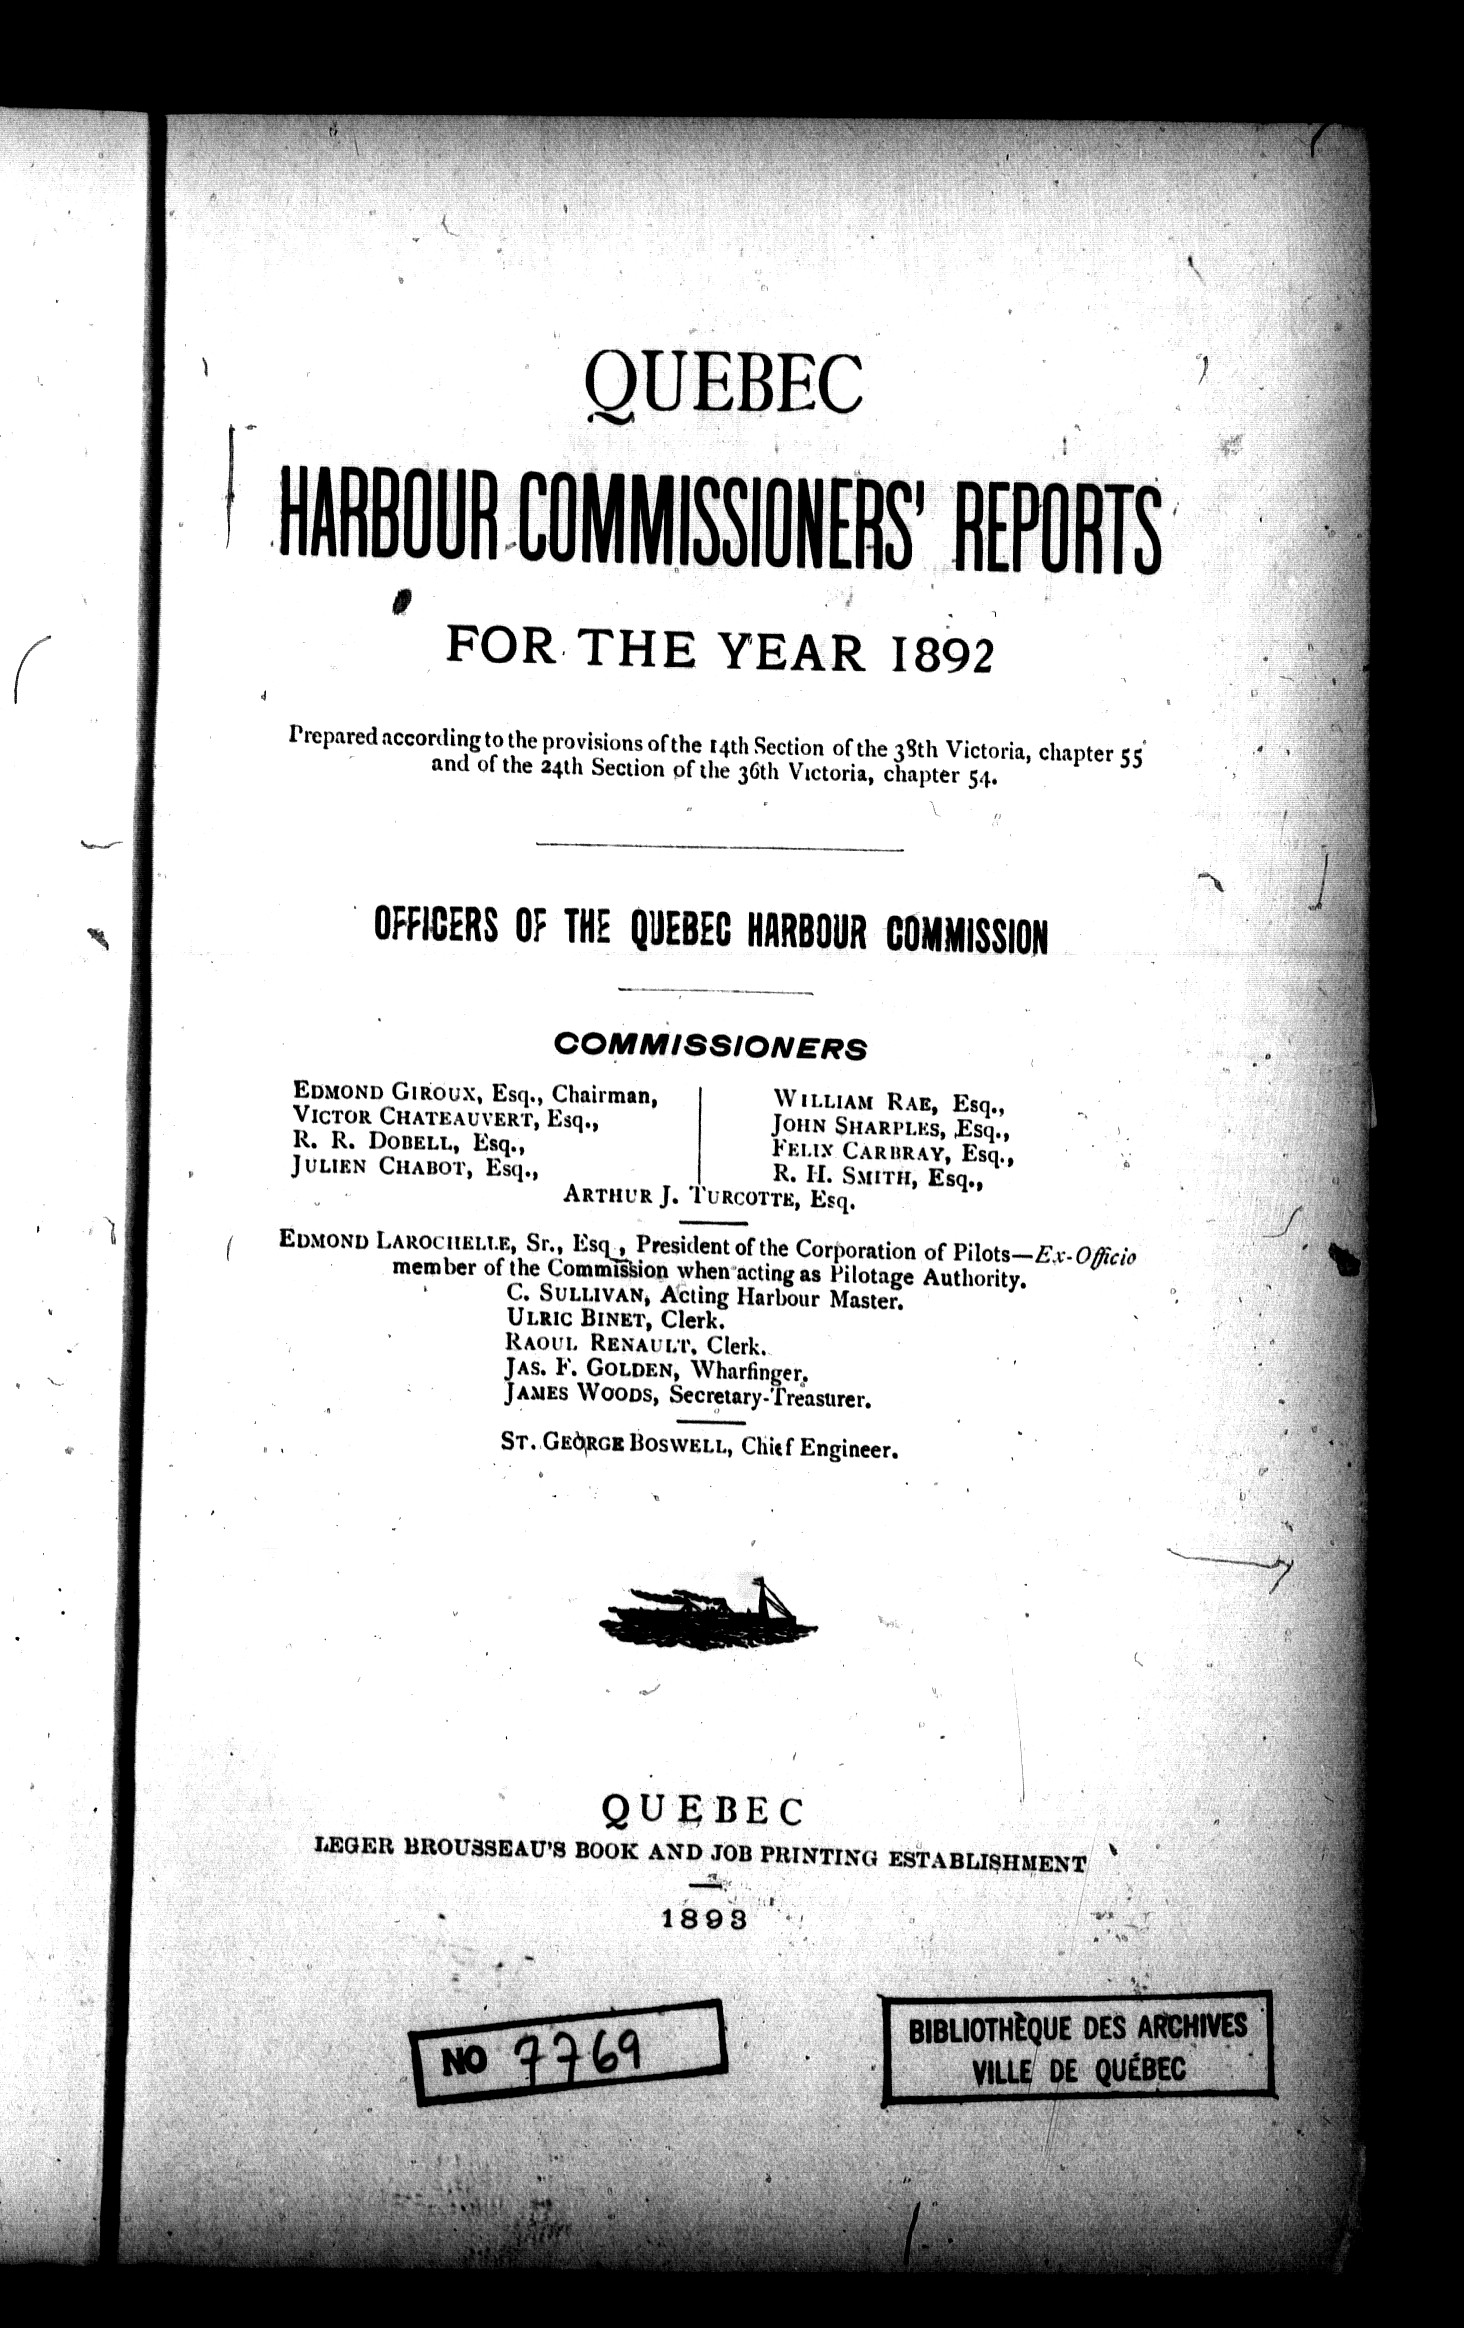 QUEBEC
HARBOUR COMMISSIONERS' REPORTS
FOR THE YEAR 1892
Prepared according to the provisions of the 14th Section of the 38th Victoria, chapter 55
and of the 24th Section of the 36th Victoria, chapter 54.
OFFICERS OF THE QUEBEC HARBOUR COMMISSION
COMMISSIONERS
EDMOND GIROUX, Esq., Chairman,
VICTOR CHATEAUVERT, Esq.,
R. R. DOBELL, Esq.,
JULIEN CHABOT, Esq.,
WILLIAM RAE, Esq.,
JOHN SHARPLES, Esq.,
FELIX CARBRAY, Esq.,
R. H. SMITH, Esq.,
ARTHUR J. TURCOTTE, Esq.
EDMOND LAROCHELLE, Sr., Esq., President of the Corporation of Pilots—Ex-Officio
member of the Commission when acting as Pilotage Authority.
C. SULLIVAN, Acting Harbour Master.
ULRIC BINET, Clerk.
RAOUL RENAULT, Clerk.
JAS. F. GOLDEN, Wharfinger.
JAMES WOODS, Secretary-Treasurer.
ST. GEORGE BOSWELL, Chief Engineer.
QUEBEC
LEGER BROUSSEAU'S BOOK AND JOB PRINTING ESTABLISHMENT
1893
NO 7769
BIBLIOTHÈQUE DES ARCHIVES
VILLE DE QUÉBEC